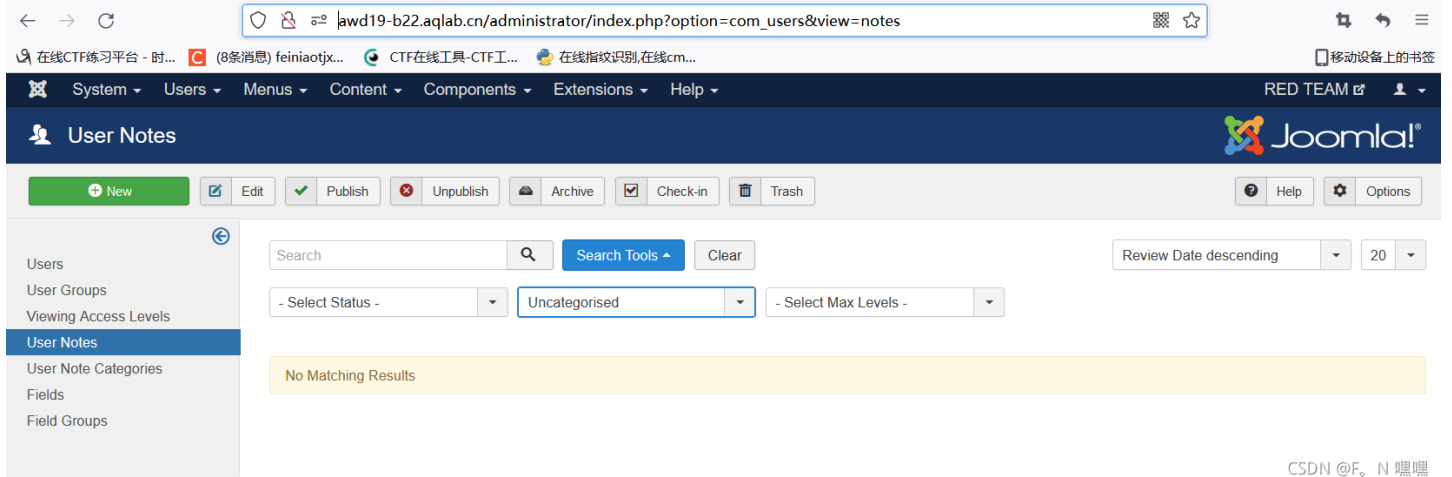 awd19-b22.aqlab.cn/administrator/index.php?option=com_users&view=notes
在线CTF练习平台 - 时... C (8条消息) feiniaotjx... CTF在线工具-CTF工... 在线指纹识别,在线cm... 移动设备上的书签
System Users Menus Content Components Extensions Help RED TEAM
User Notes Joomla!®
New Edit Publish Unpublish Archive Check-in Trash Help Options
Search Search Tools Clear Review Date descending 20
Users
User Groups
- Select Status - Uncategorised - Select Max Levels -
Viewing Access Levels
User Notes
User Note Categories
No Matching Results
Fields
Field Groups
CSDN @F。N 嘿嘿